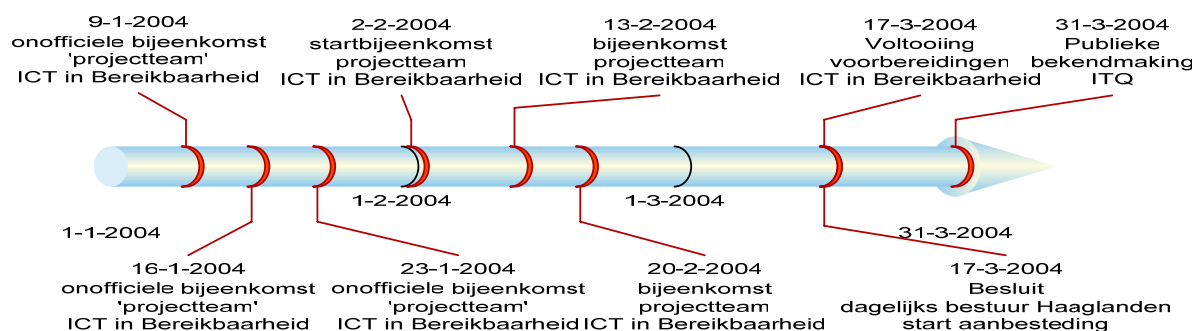 9-1-2004
onofficiele bijeenkomst
'projectteam'
ICT in Bereikbaarheid
2-2-2004
startbijeenkomst
projectteam
ICT in Bereikbaarheid
13-2-2004
bijeenkomst
projectteam
ICT in Bereikbaarheid
17-3-2004
Voltooiing
voorbereidingen
ICT in Bereikbaarheid
31-3-2004
Publieke
bekendmaking
ITQ
1-2-2004
1-3-2004
1-1-2004
31-3-2004
16-1-2004
onofficiele bijeenkomst
'projectteam'
ICT in Bereikbaarheid
23-1-2004
onofficiele bijeenkomst
'projectteam'
ICT in Bereikbaarheid
20-2-2004
bijeenkomst
projectteam
ICT in Bereikbaarheid
17-3-2004
Besluit
dagelijks bestuur Haaglanden
start aanbesteding